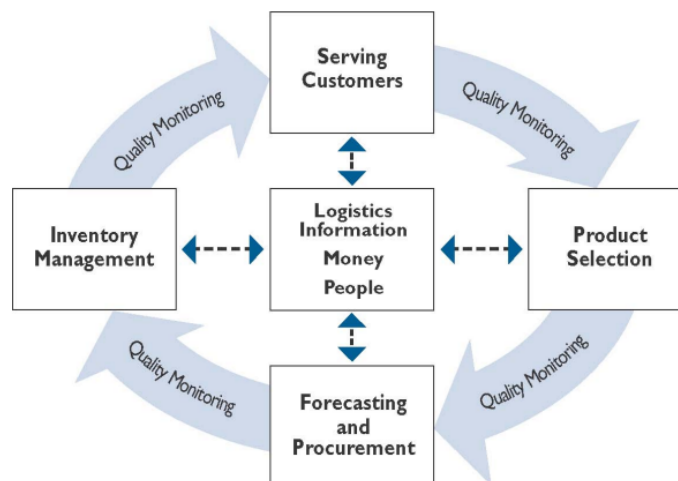 Serving
Customers
Quality Monitoring
Quality Monitoring
Inventory
Management
Logistics
Information
Money
People
Product
Selection
Quality Monitoring
Quality Monitoring
Forecasting
and
Procurement